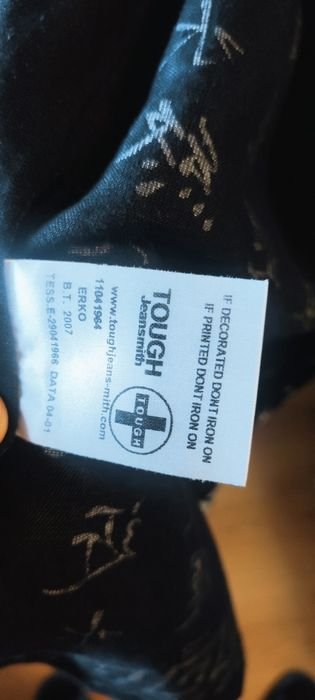 IF DECORATED DONT IRON ON
IF PRINTED DONT IRON ON
TOUGH
Jeansmith
TOUGH
www.toughjeans-mith.com
11041964
ERKO
B.T. 2007
TESS.E-29041966 DATA 04-01